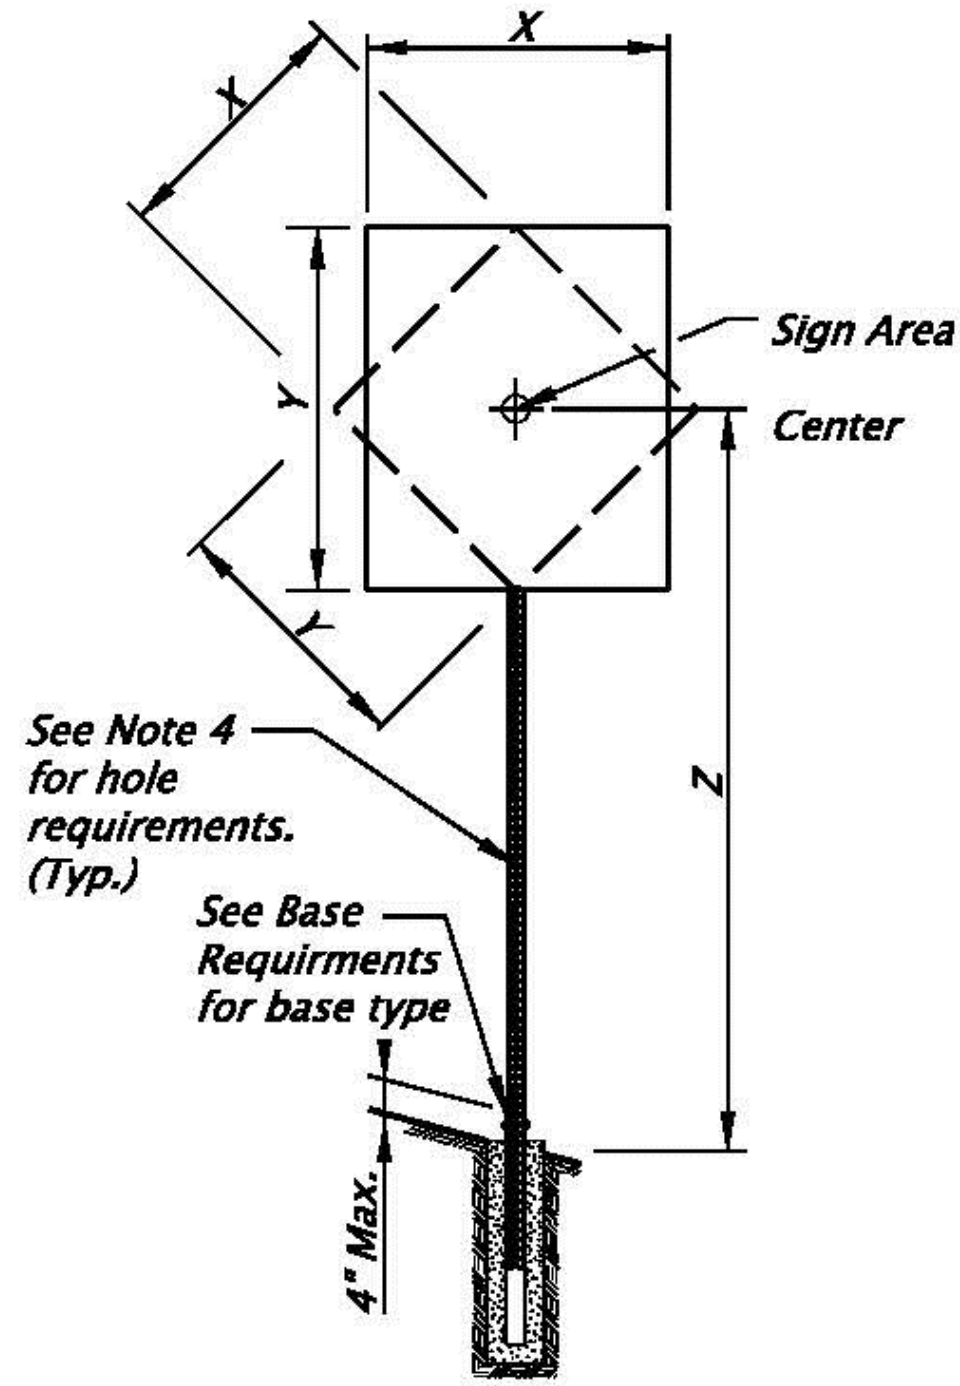 X
X
Sign Area
Y
Center
Y
See Note 4
for hole
requirements.
(Typ.)
Z
See Base
Requirments
for base type
4" Max.